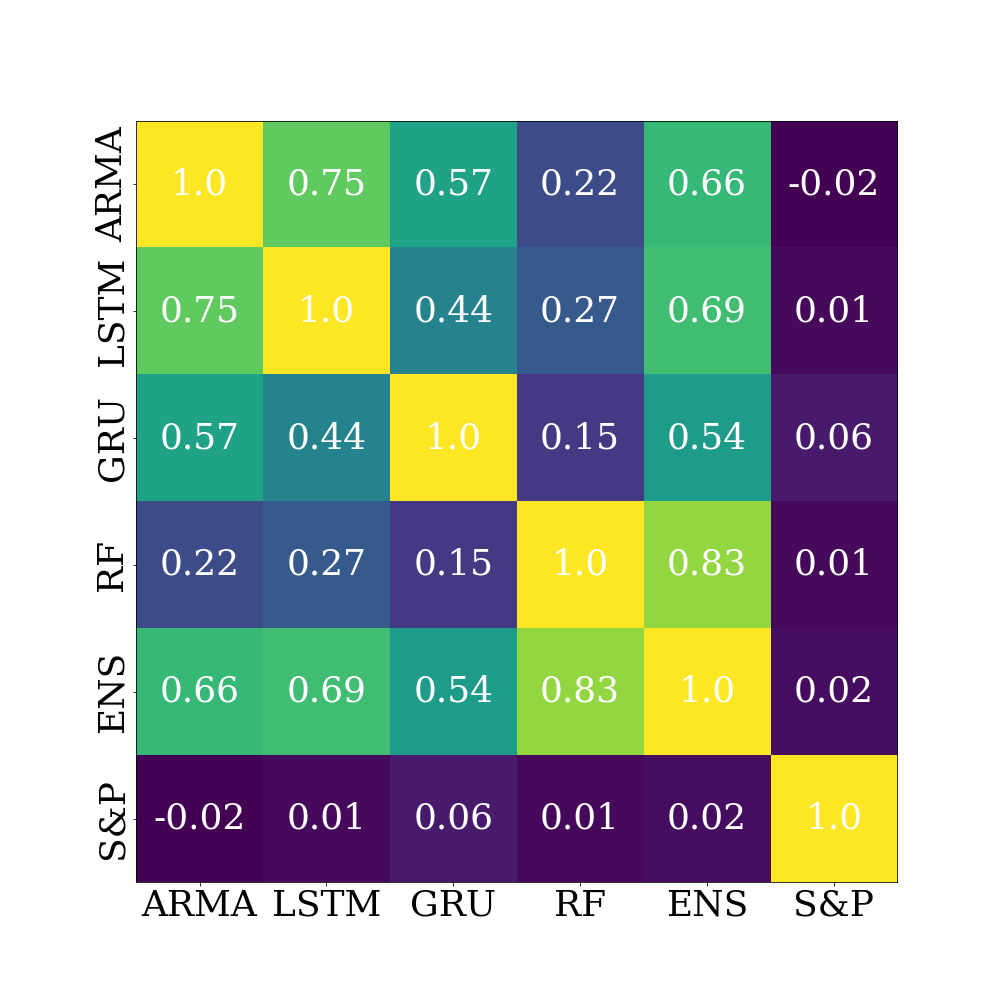 ARMA 1.0 0.75 0.57 0.22 0.66 -0.02
LSTM 0.75 1.0 0.44 0.27 0.69 0.01
GRU 0.57 0.44 1.0 0.15 0.54 0.06
RF 0.22 0.27 0.15 1.0 0.83 0.01
ENS 0.66 0.69 0.54 0.83 1.0 0.02
S&P -0.02 0.01 0.06 0.01 0.02 1.0
ARMA LSTM GRU RF ENS S&P